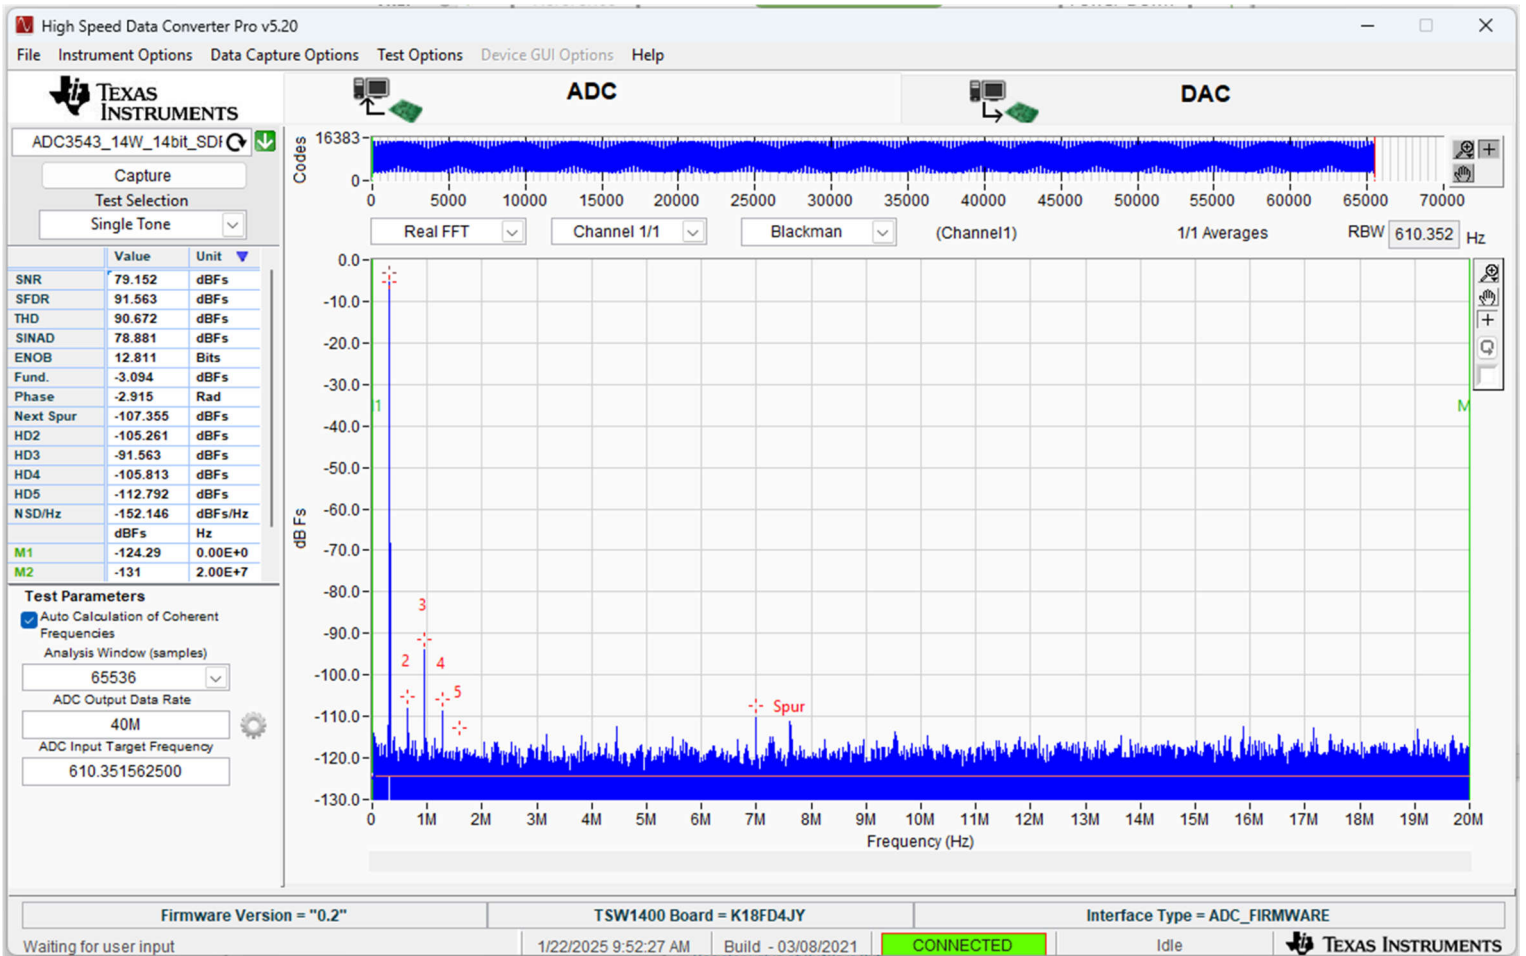 High Speed Data Converter Pro v5.20
File Instrument Options Data Capture Options Test Options Device GUI Options Help
TEXAS INSTRUMENTS
ADC
DAC
ADC3543_14W_14bit_SDR
Capture
Test Selection
Single Tone
Codes
16383
0
0 5000 10000 15000 20000 25000 30000 35000 40000 45000 50000 55000 60000 65000 70000
Real FFT Channel 1/1 Blackman (Channel1) 1/1 Averages RBW 610.352 Hz
Value Unit
SNR 79.152 dBFs
SFDR 91.563 dBFs
THD 90.672 dBFs
SINAD 78.881 dBFs
ENOB 12.811 Bits
Fund. -3.094 dBFs
Phase -2.915 Rad
Next Spur -107.355 dBFs
HD2 -105.261 dBFs
HD3 -91.563 dBFs
HD4 -105.813 dBFs
HD5 -112.792 dBFs
NSD/Hz -152.146 dBFs/Hz
dBFs Hz
M1 -124.29 0.00E+0
M2 -131 2.00E+7
Test Parameters
Auto Calculation of Coherent
Frequencies
Analysis Window (samples)
65536
ADC Output Data Rate
40M
ADC Input Target Frequency
610.351562500
dBFs
0.0
-10.0
-20.0
-30.0
-40.0
-50.0
-60.0
-70.0
-80.0
-90.0
-100.0
-110.0
-120.0
-130.0
M
3
2
4
5
Spur
0 1M 2M 3M 4M 5M 6M 7M 8M 9M 10M 11M 12M 13M 14M 15M 16M 17M 18M 19M 20M
Frequency (Hz)
Firmware Version = "0.2" TSW1400 Board = K18FD4JY Interface Type = ADC_FIRMWARE
Waiting for user input 1/22/2025 9:52:27 AM Build - 03/08/2021 CONNECTED Idle TEXAS INSTRUMENTS